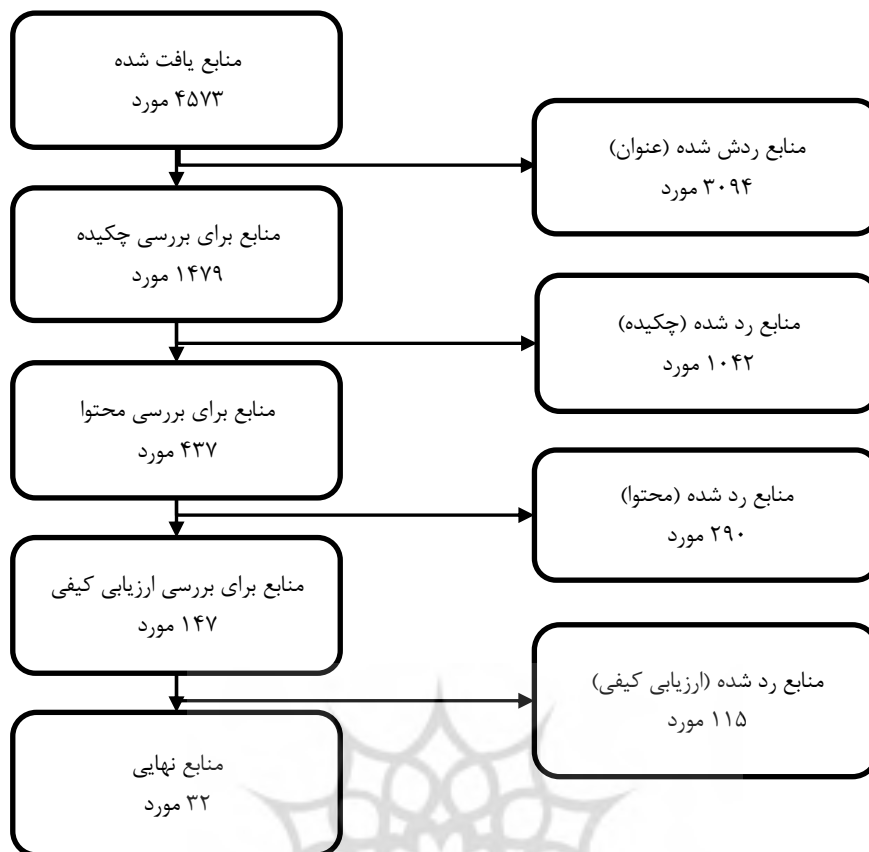 منابع یافت شده
۴۵۷۳ مورد
منابع ردش شده (عنوان)
۳۰۹۴ مورد
منابع برای بررسی چکیده
۱۴۷۹ مورد
منابع رد شده (چکیده)
۱۰۴۲ مورد
منابع برای بررسی محتوا
۴۳۷ مورد
منابع رد شده (محتوا)
۲۹۰ مورد
منابع برای بررسی ارزیابی کیفی
۱۴۷ مورد
منابع رد شده (ارزیابی کیفی)
۱۱۵ مورد
منابع نهایی
۳۲ مورد